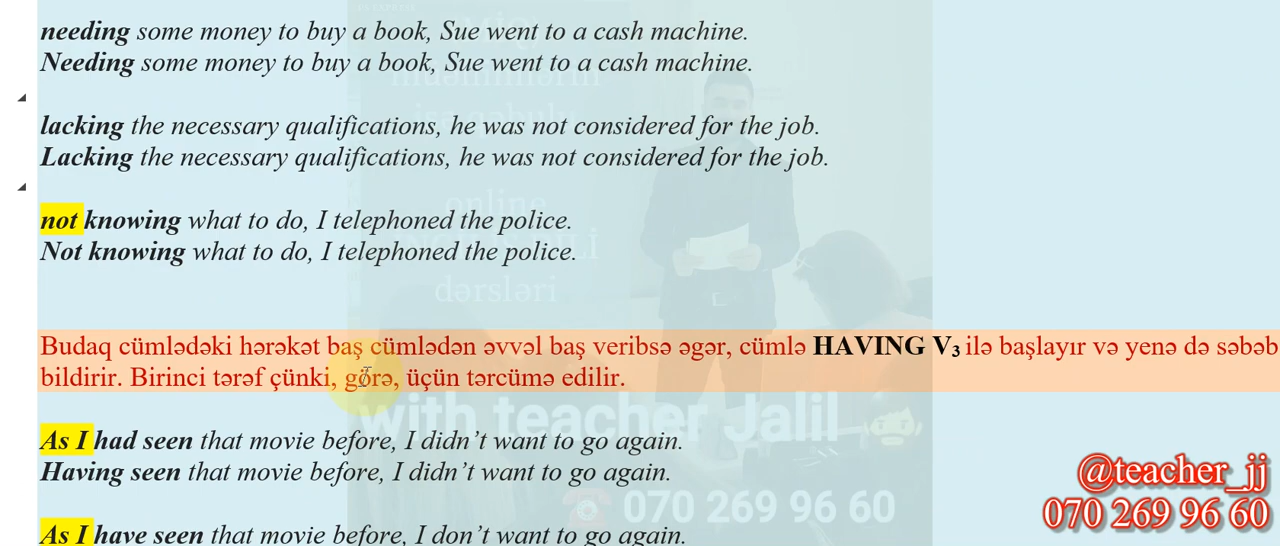 needing some money to buy a book, Sue went to a cash machine.
Needing some money to buy a book, Sue went to a cash machine.
lacking the necessary qualifications, he was not considered for the job.
Lacking the necessary qualifications, he was not considered for the job.
not knowing what to do, I telephoned the police.
Not knowing what to do, I telephoned the police.
online
dərsləri
Budaq cümlədəki hərəkət baş cümlədən əvvəl baş veribsə əgər, cümlə HAVING V₃ ilə başlayır və yenə də səbəb
bildirir. Birinci tərəf çünki, görə, üçün tərcümə edilir.
with teacher Jalil
As I had seen that movie before, I didn’t want to go again.
Having seen that movie before, I didn’t want to go again.
@teacher_jj
070 269 96 60
070 269 96 60
As I have seen that movie before, I don’t want to go again.